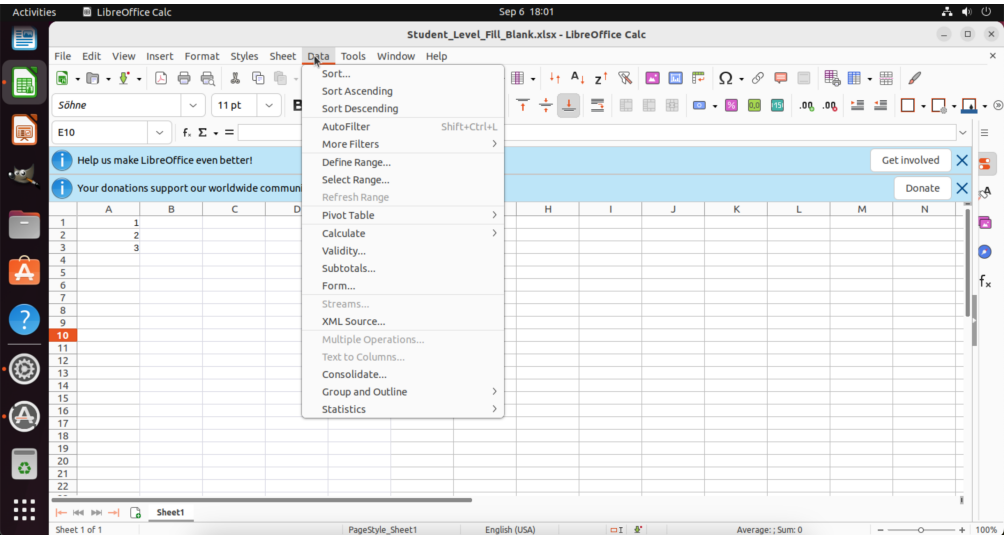 Activities LibreOffice Calc Sep 6 18:01
Student_Level_Fill_Blank.xlsx - LibreOffice Calc
File Edit View Insert Format Styles Sheet Data Tools Window Help
Söhne 11 pt B
E10 Σ =
Help us make LibreOffice even better! Get involved
Your donations support our worldwide communi Donate
A B C D H I J K L M N
1 1
2 2
3 3
4
5
6
7
8
9
10
11
12
13
14
15
16
17
18
19
20
21
22
Sort...
Sort Ascending
Sort Descending
AutoFilter Shift+Ctrl+L
More Filters
Define Range...
Select Range...
Refresh Range
Pivot Table
Calculate
Validity...
Subtotals...
Form...
Streams...
XML Source...
Multiple Operations...
Text to Columns...
Consolidate...
Group and Outline
Statistics
Sheet1
Sheet 1 of 1 PageStyle_Sheet1 English (USA) Average: ; Sum: 0 100%